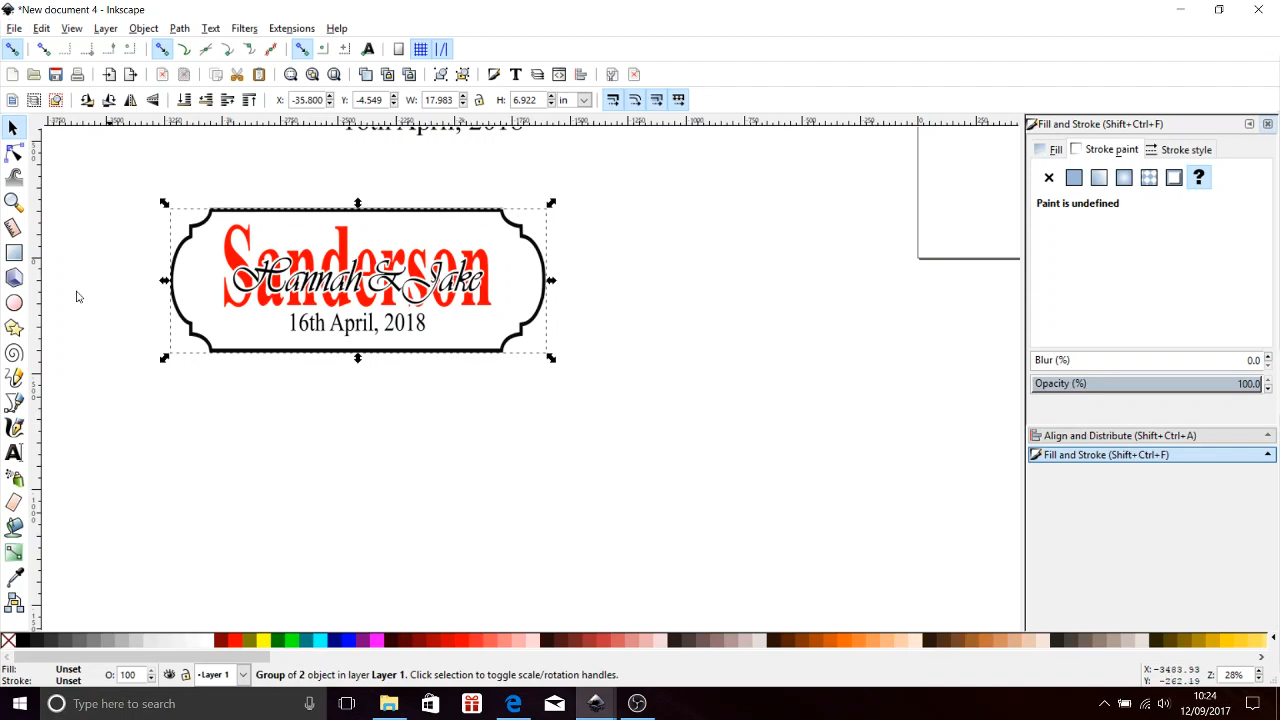 *New document 4 - Inkscape
File Edit View Layer Object Path Text Filters Extensions Help
X: -35.800 Y: -4.549 W: 17.983 H: 6.922 in
16th April, 2018
Sanderson
Hannah & Jake
16th April, 2018
Fill and Stroke (Shift+Ctrl+F)
Fill Stroke paint Stroke style
?
Paint is undefined
Blur (%) 0.0
Opacity (%) 100.0
Align and Distribute (Shift+Ctrl+A)
Fill and Stroke (Shift+Ctrl+F)
Fill: Unset
Stroke: Unset
O: 100
Layer 1
Group of 2 object in layer Layer 1. Click selection to toggle scale/rotation handles.
X: -3483.93
Y: -262.19
Z: 28%
Type here to search
10:24
12/09/2017